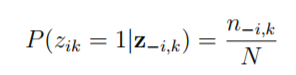 P(z_{ik} = 1|\mathbf{z}_{-i,k}) = \frac{n_{-i,k}}{N}